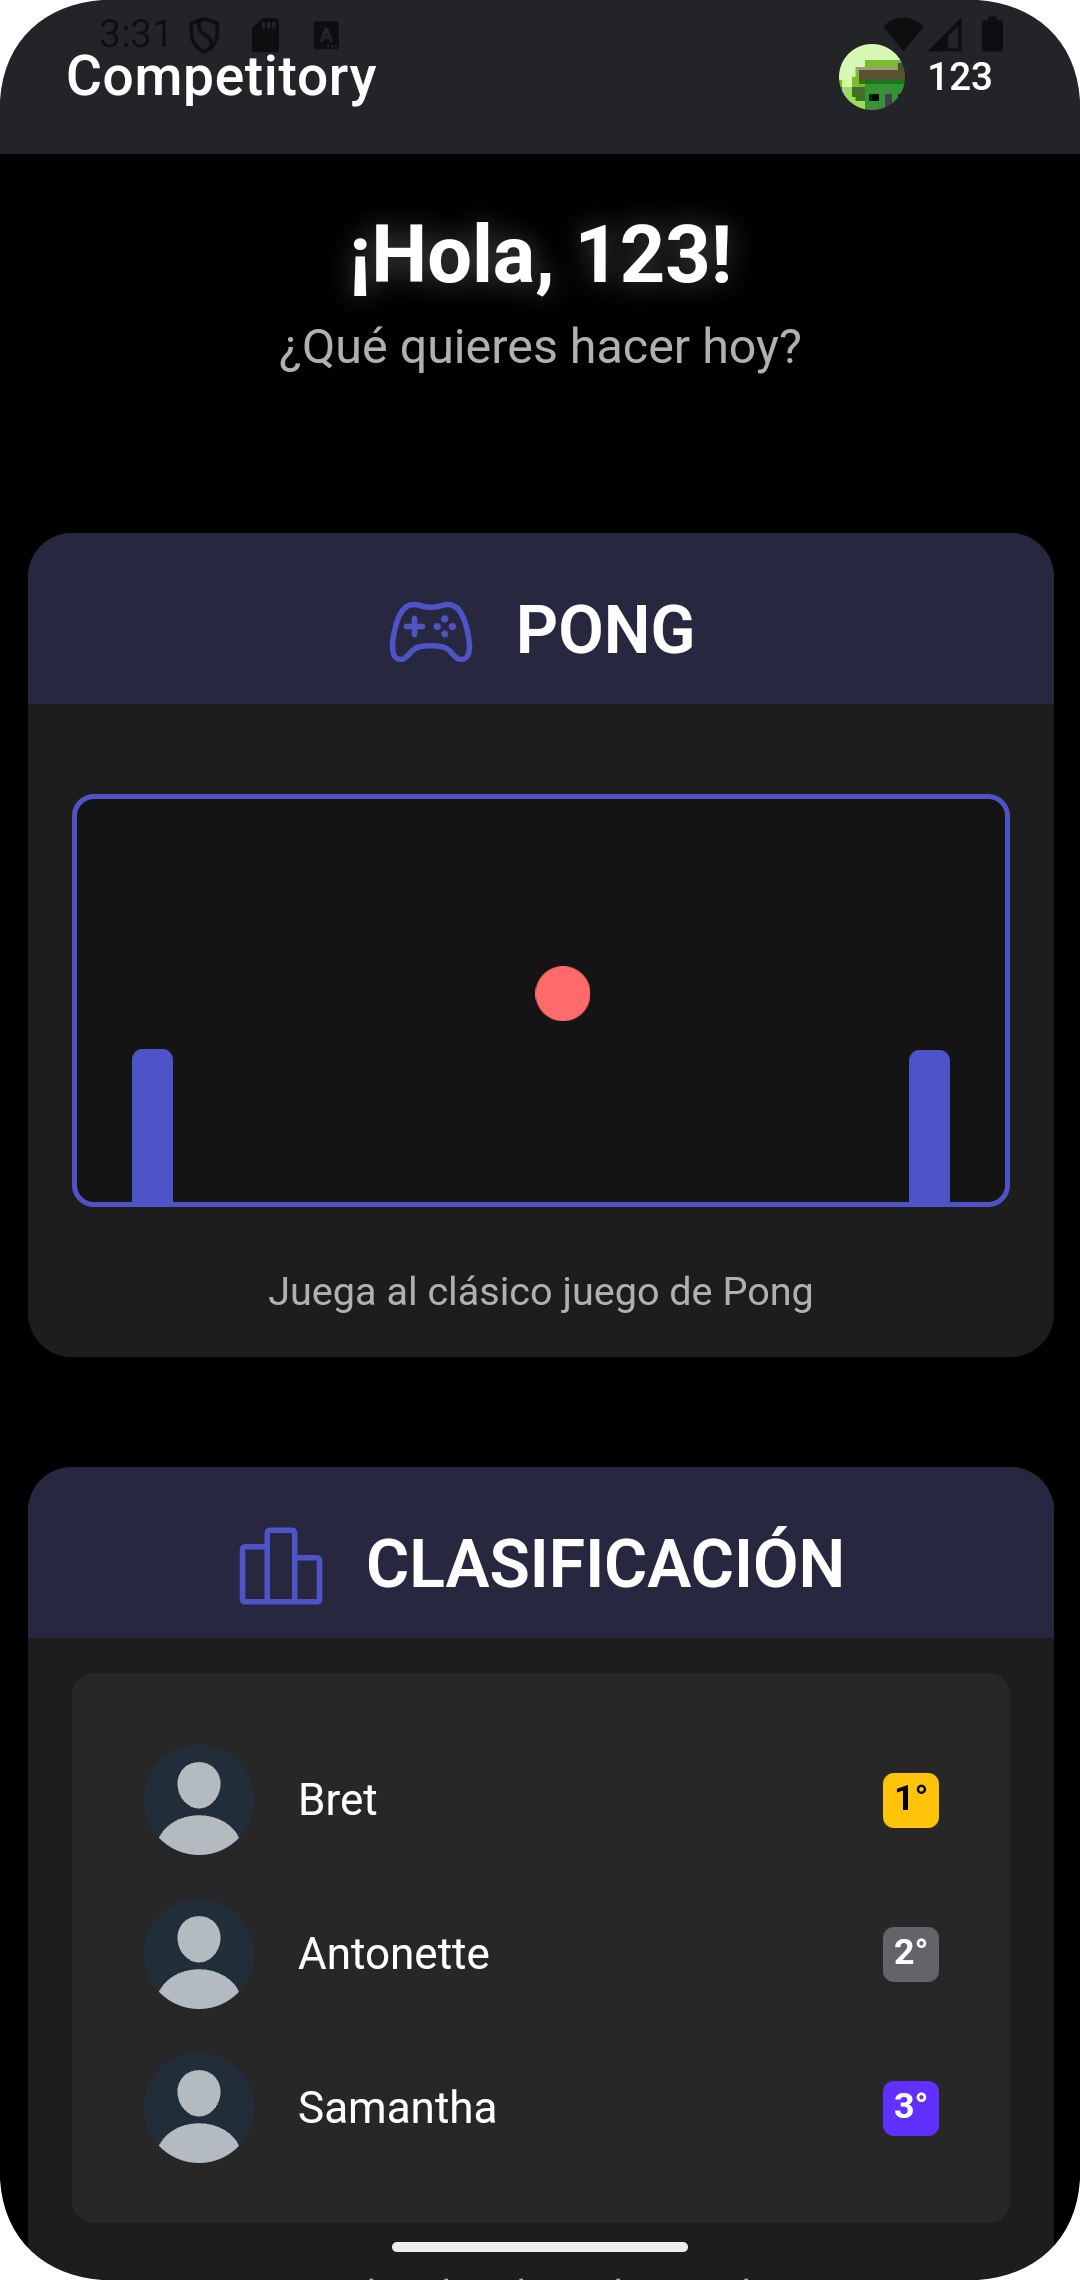 3:31
Competitory
123
¡Hola, 123!
¿Qué quieres hacer hoy?
PONG
Juega al clásico juego de Pong
CLASIFICACIÓN
Bret
1°
Antonette
2°
Samantha
3°